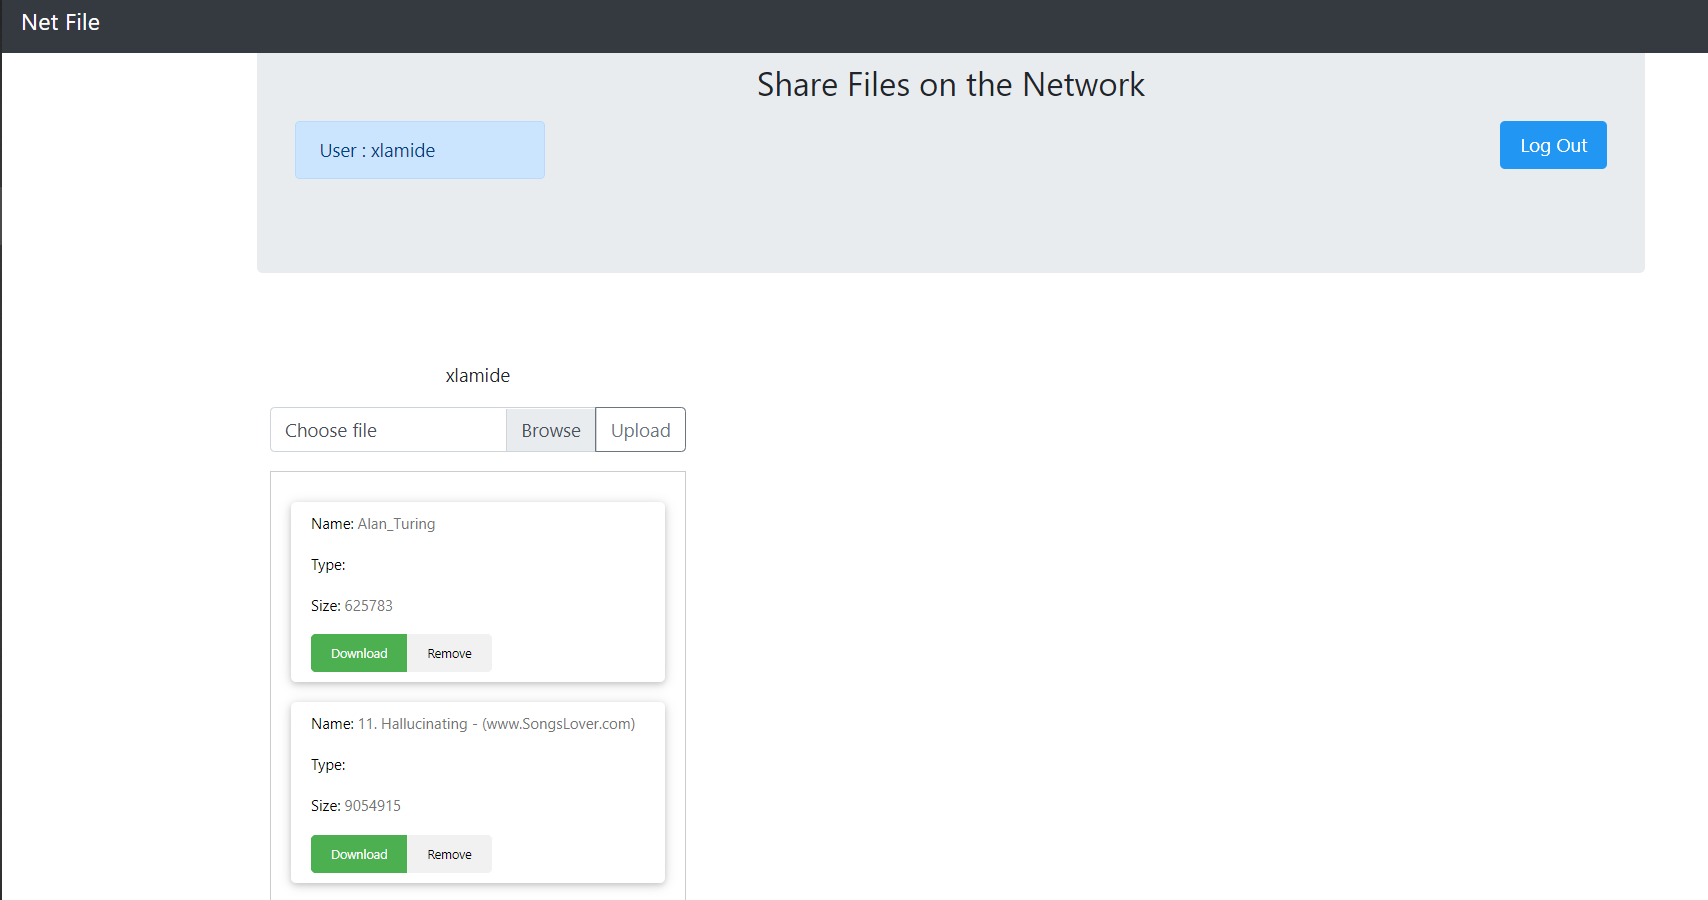 Net File
Share Files on the Network
User : xlamide
Log Out
xlamide
Choose file
Browse
Upload
Name: Alan_Turing
Type:
Size: 625783
Download
Remove
Name: 11. Hallucinating - (www.SongsLover.com)
Type:
Size: 9054915
Download
Remove